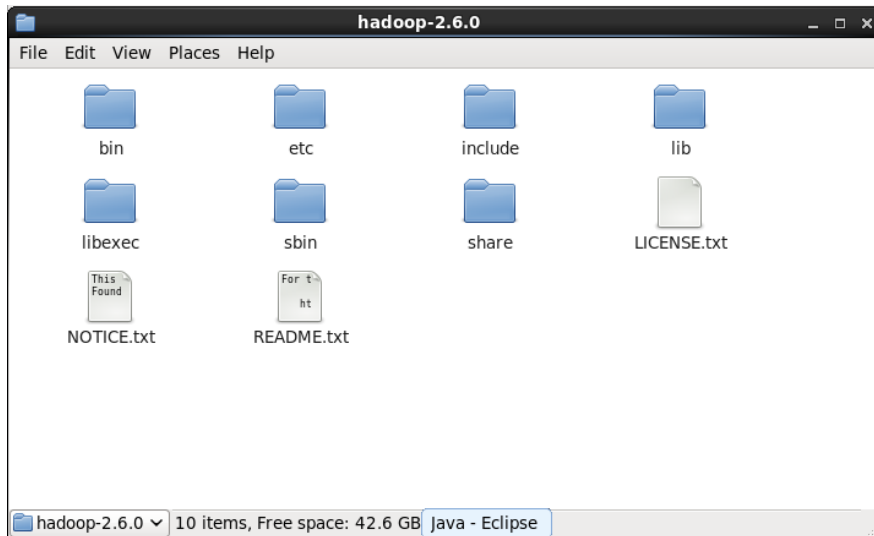 hadoop-2.6.0
File Edit View Places Help
bin etc include lib
libexec sbin share LICENSE.txt
This
Found
For t
ht
NOTICE.txt README.txt
hadoop-2.6.0 10 items, Free space: 42.6 GB Java - Eclipse